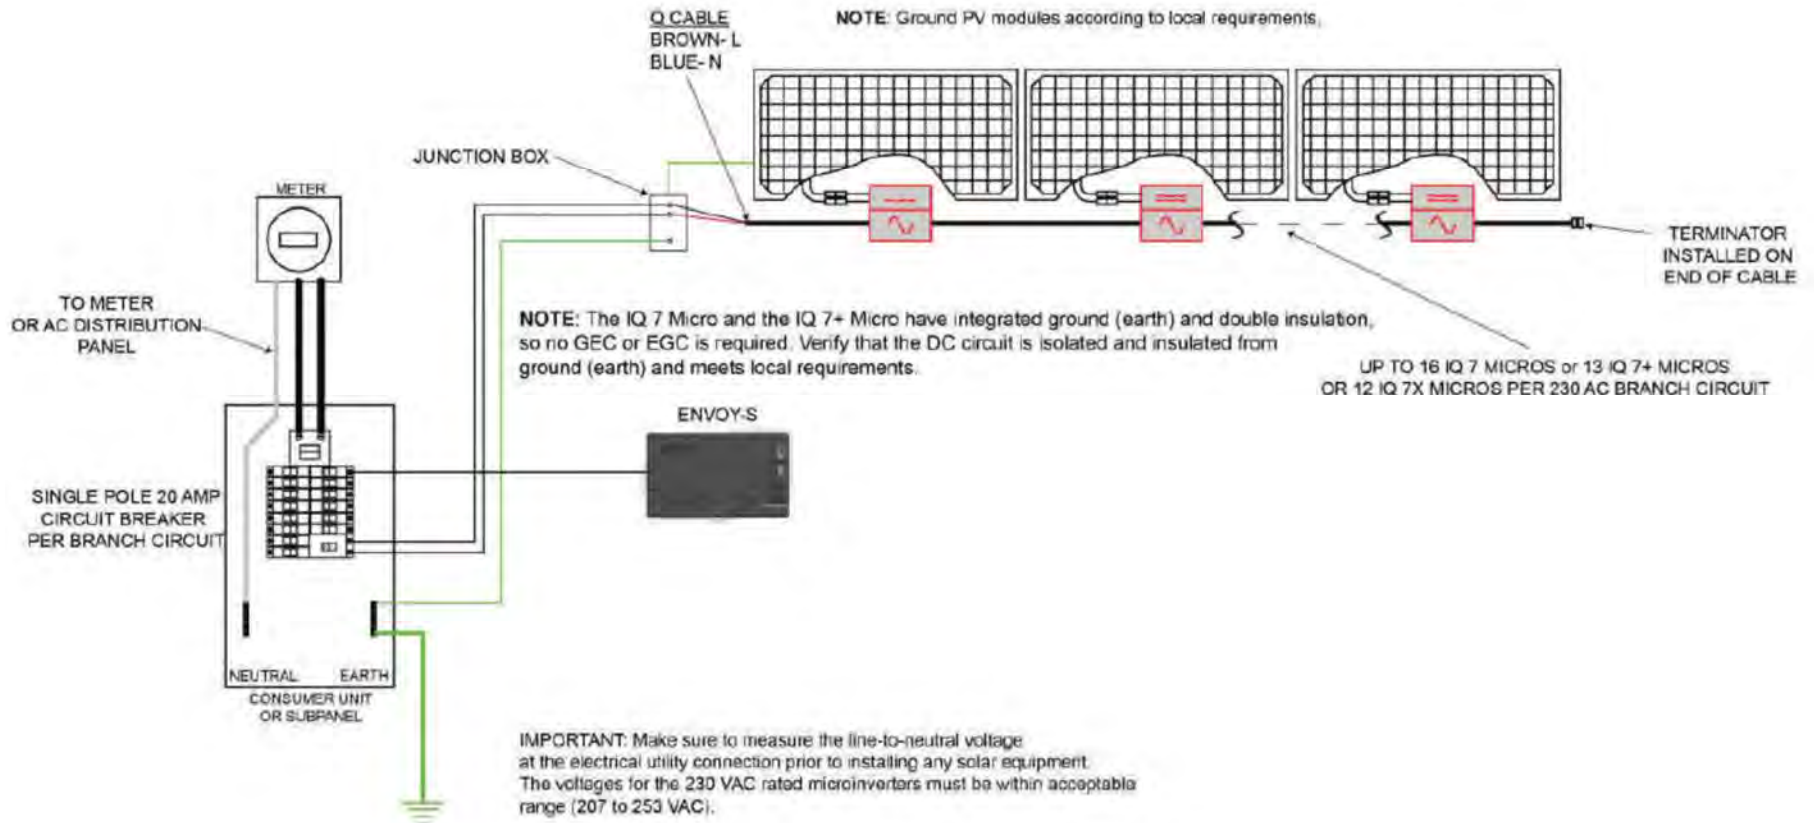 Q CABLE
BROWN- L
BLUE- N
NOTE: Ground PV modules according to local requirements.
JUNCTION BOX
METER
TERMINATOR
INSTALLED ON
END OF CABLE
TO METER
OR AC DISTRIBUTION
PANEL
NOTE: The IQ 7 Micro and the IQ 7+ Micro have integrated ground (earth) and double insulation,
so no GEC or EGC is required. Verify that the DC circuit is isolated and insulated from
ground (earth) and meets local requirements.
UP TO 16 IQ 7 MICROS or 13 IQ 7+ MICROS
OR 12 IQ 7X MICROS PER 230 AC BRANCH CIRCUIT
ENVOY-S
SINGLE POLE 20 AMP
CIRCUIT BREAKER
PER BRANCH CIRCUIT
NEUTRAL EARTH
CONSUMER UNIT
OR SUBPANEL
IMPORTANT: Make sure to measure the line-to-neutral voltage
at the electrical utility connection prior to installing any solar equipment.
The voltages for the 230 VAC rated microinverters must be within acceptable
range (207 to 253 VAC).